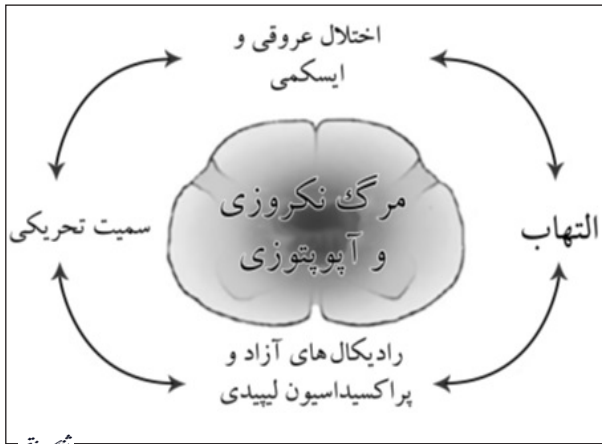 اختلال عروقی و
ایسکمی
مرگ نکروزی
و آپوپتوزی
التهاب
سمیت تحریکی
رادیکال‌های آزاد و
پراکسیداسیون لیپیدی